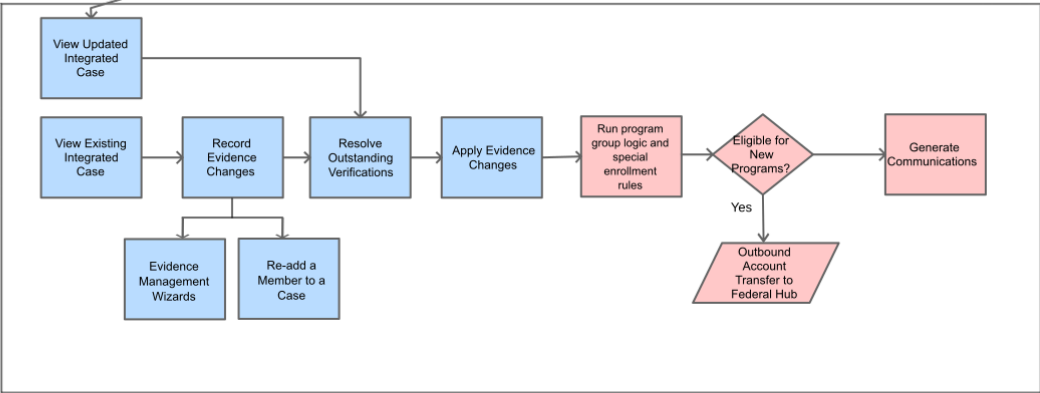 View Updated
Integrated
Case
View Existing
Integrated
Case
Record
Evidence
Changes
Resolve
Outstanding
Verifications
Apply Evidence
Changes
Run program
group logic and
special
enrollment
rules
Eligible for
New
Programs?
Generate
Communications
Yes
Evidence
Management
Wizards
Re-add a
Member to a
Case
Outbound
Account
Transfer to
Federal Hub